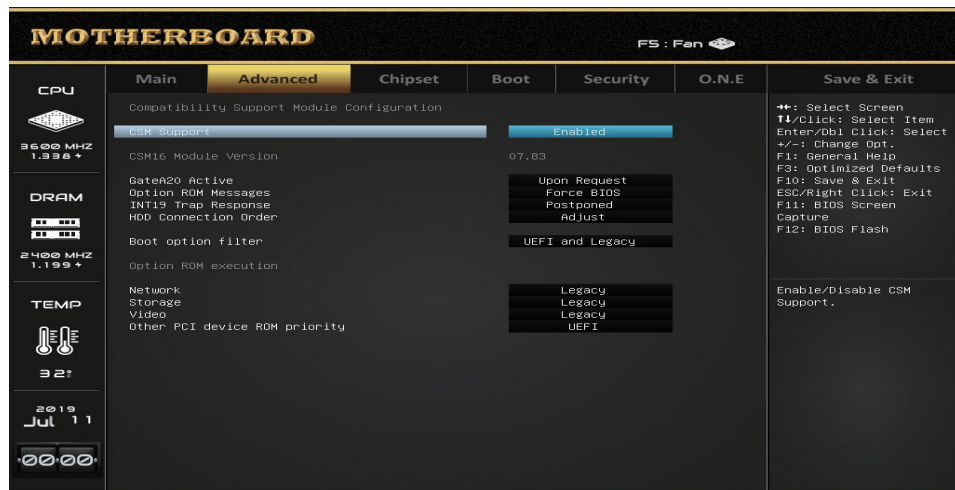 MOTHERBOARD
F5 : Fan
Main Advanced Chipset Boot Security O.N.E Save & Exit
CPU
3600 MHZ
1.338
DRAM
2400 MHZ
1.199
TEMP
32°
2019
Jul 11
00:00
Compatibility Support Module Configuration
CSM Support Enabled
CSM16 Module Version 07.83
GateA20 Active Upon Request
Option ROM Messages Force BIOS
INT19 Trap Response Postponed
HDD Connection Order Adjust
Boot option filter UEFI and Legacy
Option ROM execution
Network Legacy
Storage Legacy
Video Legacy
Other PCI device ROM priority UEFI
→←: Select Screen
↑↓/Click: Select Item
Enter/Dbl Click: Select
+/-: Change Opt.
F1: General Help
F3: Optimized Defaults
F10: Save & Exit
ESC/Right Click: Exit
F11: BIOS Screen
Capture
F12: BIOS Flash
Enable/Disable CSM
Support.